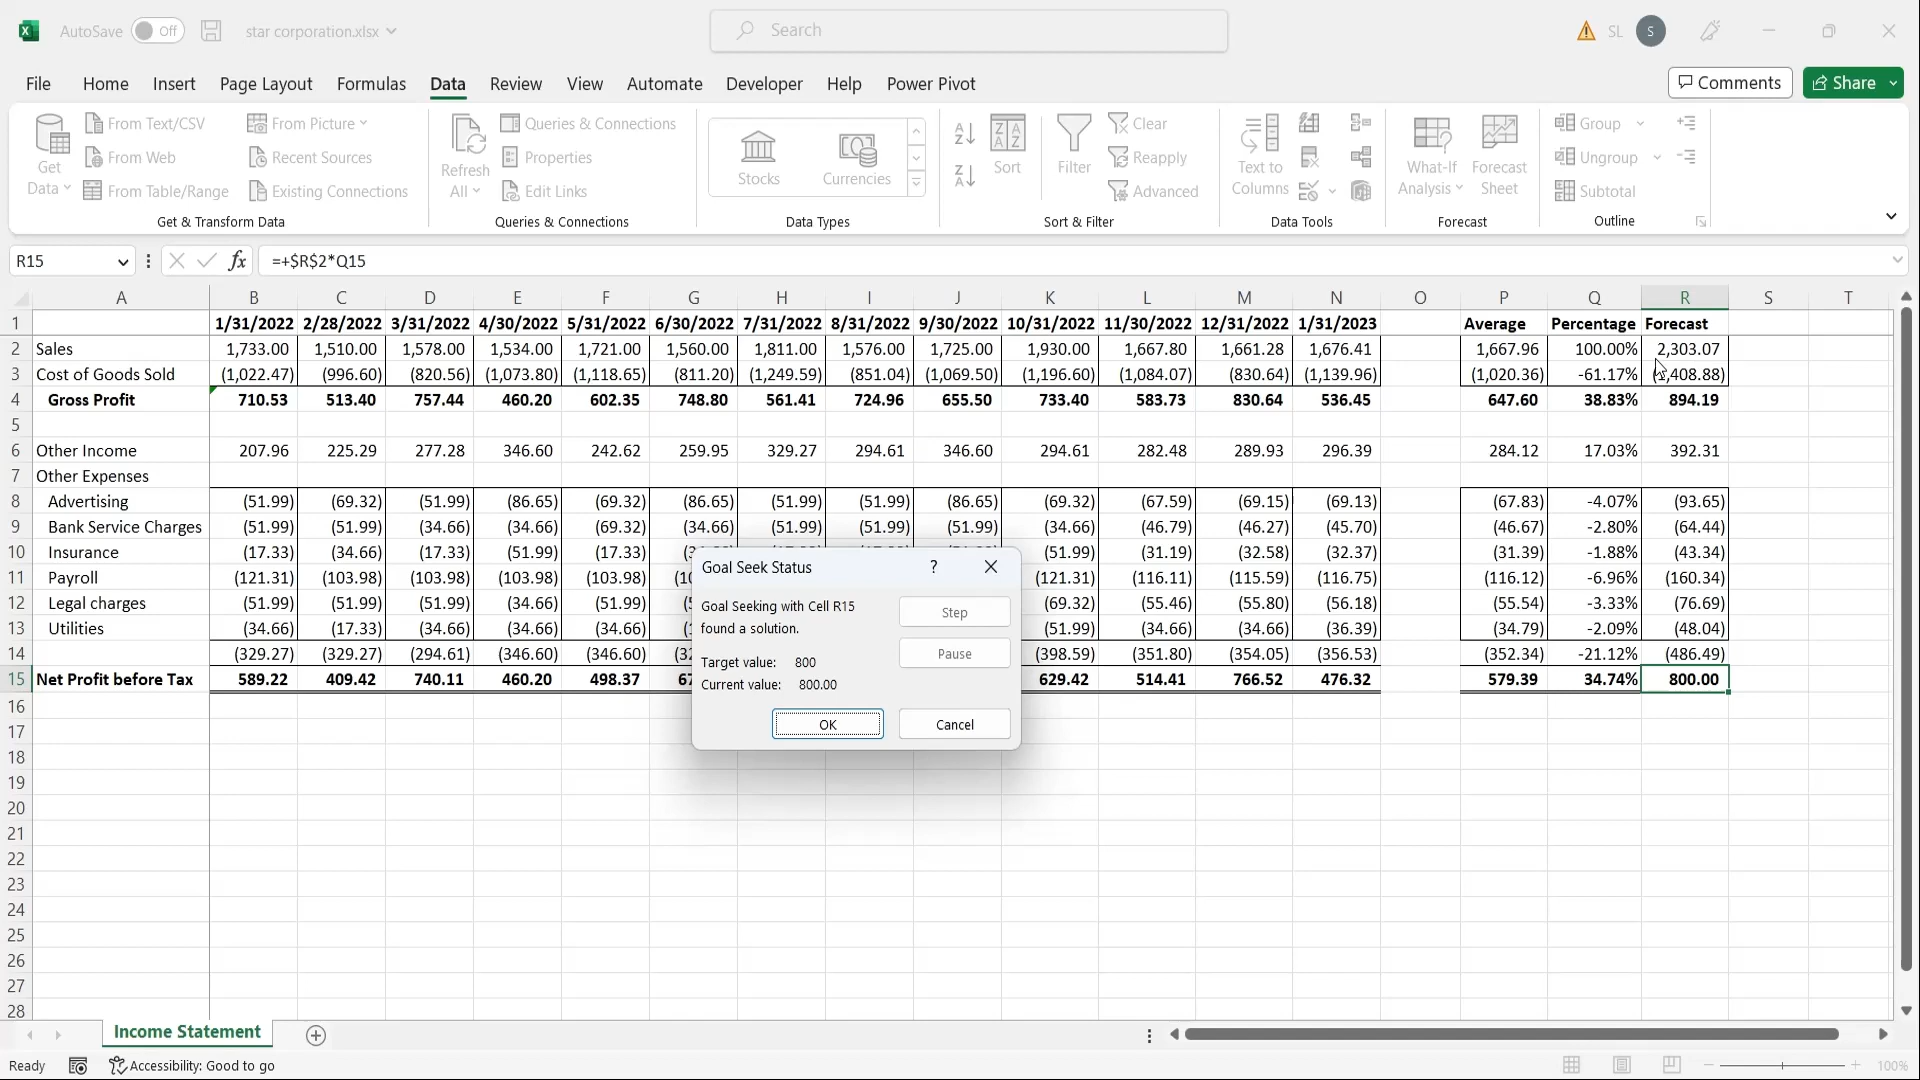 AutoSave Off star corporation.xlsx Search SL S
File Home Insert Page Layout Formulas Data Review View Automate Developer Help Power Pivot Comments Share
Get Data From Text/CSV From Web From Table/Range From Picture Recent Sources Existing Connections
Get & Transform Data
Refresh All Queries & Connections Properties Edit Links
Queries & Connections
Stocks Currencies
Data Types
Sort Filter Clear Reapply Advanced
Sort & Filter
Text to Columns
Data Tools
What-If Analysis Forecast Sheet
Forecast
Group Ungroup Subtotal
Outline
R15 fx =+$R$2*Q15
A B C D E F G H I J K L M N O P Q R S T
1 1/31/2022 2/28/2022 3/31/2022 4/30/2022 5/31/2022 6/30/2022 7/31/2022 8/31/2022 9/30/2022 10/31/2022 11/30/2022 12/31/2022 1/31/2023 Average Percentage Forecast
2 Sales 1,733.00 1,510.00 1,578.00 1,534.00 1,721.00 1,560.00 1,811.00 1,576.00 1,725.00 1,930.00 1,667.80 1,661.28 1,676.41 1,667.96 100.00% 2,303.07
3 Cost of Goods Sold (1,022.47) (996.60) (820.56) (1,073.80) (1,118.65) (811.20) (1,249.59) (851.04) (1,069.50) (1,196.60) (1,084.07) (830.64) (1,139.96) (1,020.36) -61.17%
4 Gross Profit 710.53 513.40 757.44 460.20 602.35 748.80 561.41 724.96 655.50 733.40 583.73 830.64 536.45 647.60 38.83% 894.19
5
6 Other Income 207.96 225.29 277.28 346.60 242.62 259.95 329.27 294.61 346.60 294.61 282.48 289.93 296.39 284.12 17.03% 392.31
7 Other Expenses
8 Advertising (51.99) (69.32) (51.99) (86.65) (69.32) (86.65) (51.99) (51.99) (86.65) (69.32) (67.59) (69.15) (69.13) (67.83) -4.07% (93.65)
9 Bank Service Charges (51.99) (51.99) (34.66) (34.66) (69.32) (34.66) (51.99) (51.99) (51.99) (34.66) (46.79) (46.27) (45.70) (46.67) -2.80% (64.44)
10 Insurance (17.33) (34.66) (17.33) (51.99) (17.33) (51.99) (31.19) (32.58) (32.37) (31.39) -1.88% (43.34)
11 Payroll (121.31) (103.98) (103.98) (103.98) (103.98) (121.31) (116.11) (115.59) (116.75) (116.12) -6.96% (160.34)
12 Legal charges (51.99) (51.99) (51.99) (34.66) (51.99) (69.32) (55.46) (55.80) (56.18) (55.54) -3.33% (76.69)
13 Utilities (34.66) (17.33) (34.66) (34.66) (34.66) (51.99) (34.66) (34.66) (36.39) (34.79) -2.09% (48.04)
14 (329.27) (329.27) (294.61) (346.60) (346.60) (398.59) (351.80) (354.05) (356.53) (352.34) -21.12% (486.49)
15 Net Profit before Tax 589.22 409.42 740.11 460.20 498.37 629.42 514.41 766.52 476.32 579.39 34.74% 800.00
16
17
18
19
20
21
22
23
24
25
26
27
28
Goal Seek Status ?
Goal Seeking with Cell R15
found a solution.
Target value: 800
Current value: 800.00
Step
Pause
OK Cancel
Income Statement
Ready Accessibility: Good to go 100%